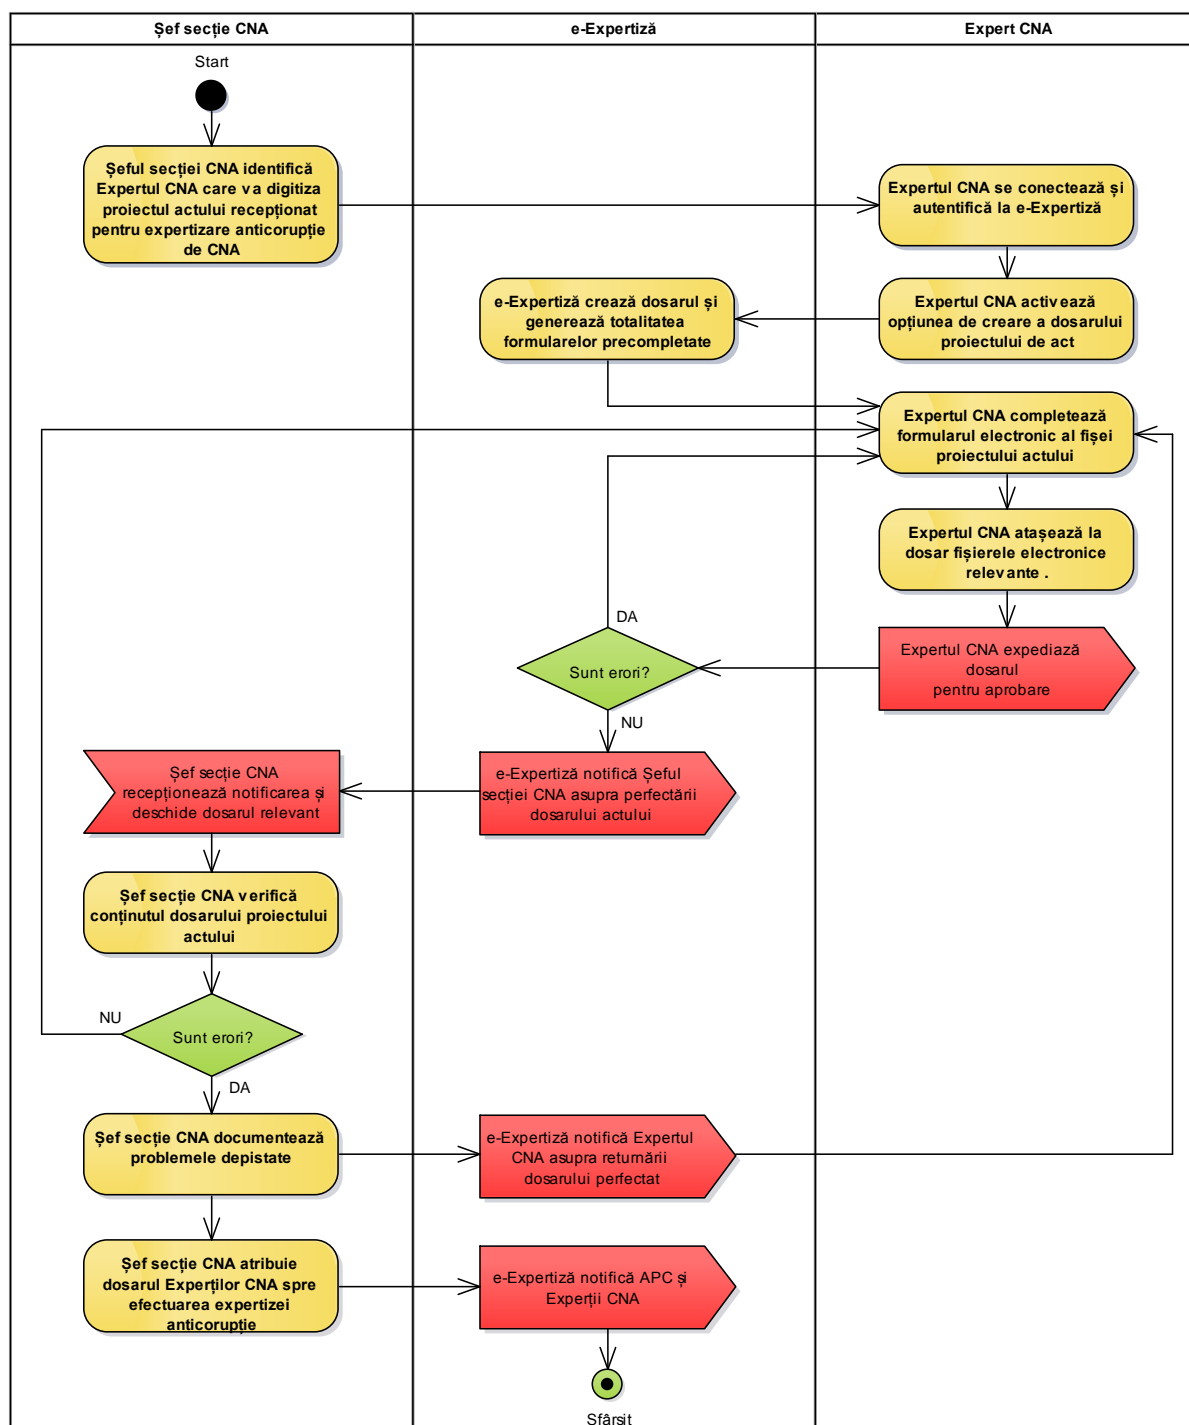 Șef secție CNA
e-Expertiză
Expert CNA
Start
Șeful secției CNA identifică
Expertul CNA care va digitiza
proiectul actului recepționat
pentru expertizare anticorupție
de CNA
Expertul CNA se conectează și
autentifică la e-Expertiză
e-Expertiză crează dosarul și
generează totalitatea
formularelor precompletate
Expertul CNA activează
opțiunea de creare a dosarului
proiectului de act
Expertul CNA completează
formularul electronic al fișei
proiectului actului
Expertul CNA atașează la
dosar fișierele electronice
relevante .
DA
Sunt erori?
Expertul CNA expediază
dosarul
pentru aprobare
NU
Șef secție CNA
recepționează notificarea și
deschide dosarul relevant
e-Expertiză notifică Șeful
secției CNA asupra perfectării
dosarului actului
Șef secție CNA verifică
conținutul dosarului proiectului
actului
NU
Sunt erori?
DA
Șef secție CNA documentează
problemele depistate
e-Expertiză notifică Expertul
CNA asupra returnării
dosarului perfectat
Șef secție CNA atribuie
dosarul Experților CNA spre
efectuarea expertizei
anticorupție
e-Expertiză notifică APC și
Experții CNA
Sfârsit